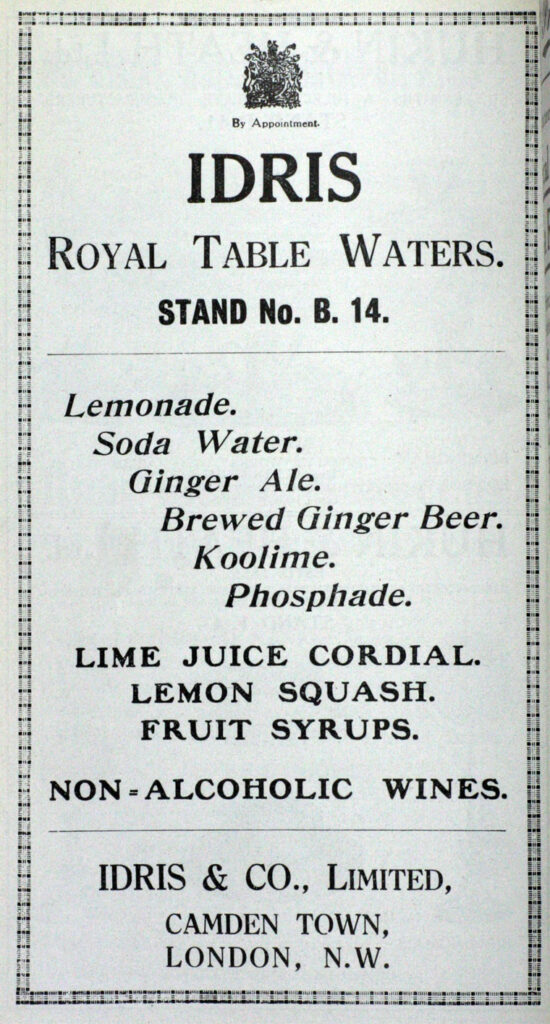 By Appointment.
IDRIS
ROYAL TABLE WATERS.
STAND No. B. 14.
Lemonade.
Soda Water.
Ginger Ale.
Brewed Ginger Beer.
Koolime.
Phosphade.
LIME JUICE CORDIAL.
LEMON SQUASH.
FRUIT SYRUPS.
NON=ALCOHOLIC WINES.
IDRIS & CO., LIMITED,
CAMDEN TOWN,
LONDON, N.W.